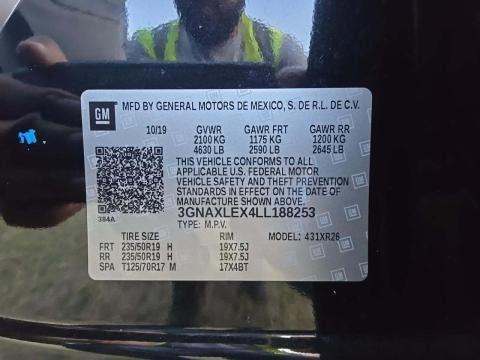 GM
MFD BY GENERAL MOTORS DE MEXICO, S. DE R.L. DE C.V.
10/19 GVWR GAWR FRT GAWR RR
2100 KG 1175 KG 1200 KG
4630 LB 2590 LB 2645 LB
THIS VEHICLE CONFORMS TO ALL
APPLICABLE U.S. FEDERAL MOTOR
VEHICLE SAFETY AND THEFT PREVENTION
STANDARDS IN EFFECT ON THE DATE OF
MANUFACTURE SHOWN ABOVE.
384A
3GNAXLEX4LL188253
TYPE: M.P.V.
TIRE SIZE RIM MODEL: 431XR26
FRT 235/50R19 H 19X7.5J
RR 235/50R19 H 19X7.5J
SPA T125/70R17 M 17X4BT